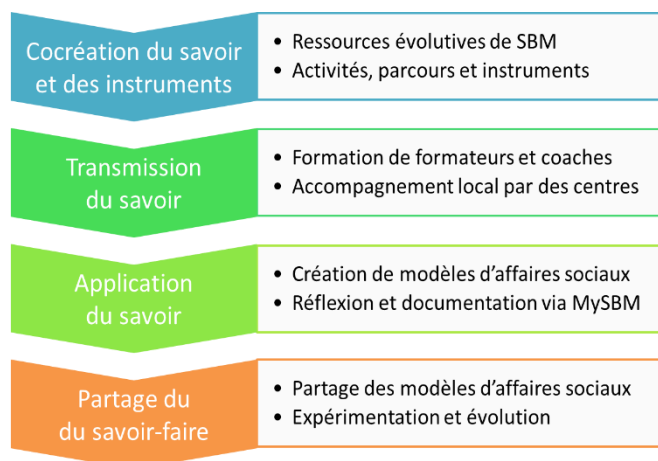 Cocréation du savoir
et des instruments
• Ressources évolutives de SBM
• Activités, parcours et instruments
Transmission
du savoir
• Formation de formateurs et coaches
• Accompagnement local par des centres
Application
du savoir
• Création de modèles d'affaires sociaux
• Réflexion et documentation via MySBM
Partage du
du savoir-faire
• Partage des modèles d'affaires sociaux
• Expérimentation et évolution